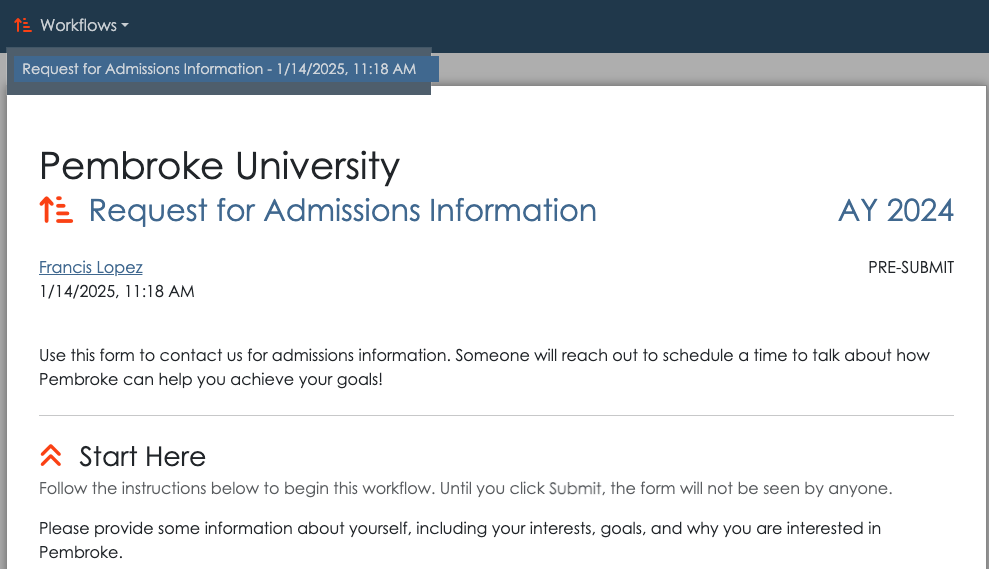 Workflows
Request for Admissions Information - 1/14/2025, 11:18 AM
Pembroke University
Request for Admissions Information AY 2024
Francis Lopez PRE-SUBMIT
1/14/2025, 11:18 AM
Use this form to contact us for admissions information. Someone will reach out to schedule a time to talk about how
Pembroke can help you achieve your goals!
Start Here
Follow the instructions below to begin this workflow. Until you click Submit, the form will not be seen by anyone.
Please provide some information about yourself, including your interests, goals, and why you are interested in
Pembroke.